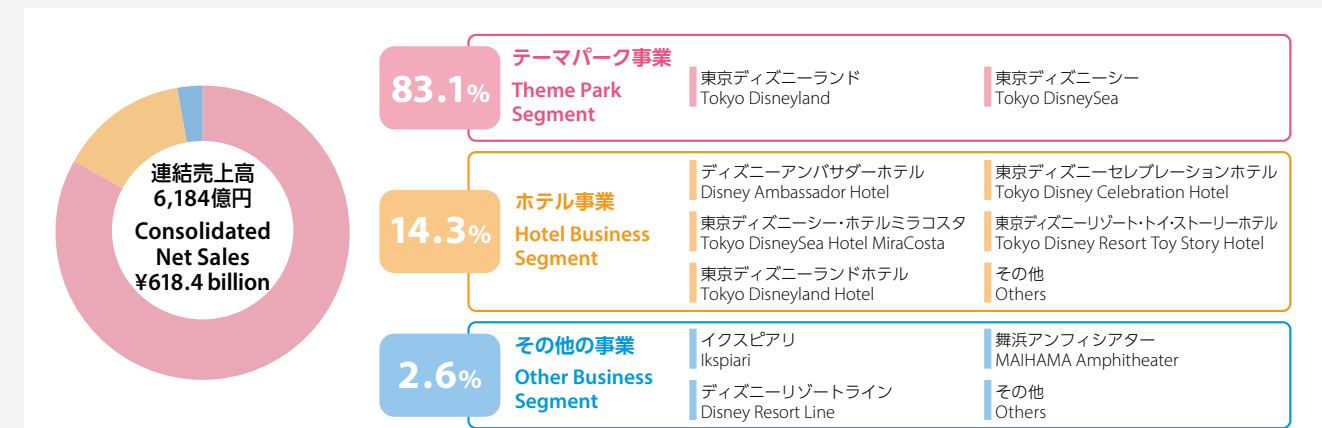 連結売上高
6,184億円
Consolidated
Net Sales
¥618.4 billion
83.1%
テーマパーク事業
Theme Park
Segment
東京ディズニーランド
Tokyo Disneyland
東京ディズニーシー
Tokyo DisneySea
14.3%
ホテル事業
Hotel Business
Segment
ディズニーアンバサダーホテル
Disney Ambassador Hotel
東京ディズニーセレブレーションホテル
Tokyo Disney Celebration Hotel
東京ディズニーシー・ホテルミラコスタ
Tokyo DisneySea Hotel MiraCosta
東京ディズニーリゾート・トイ・ストーリーホテル
Tokyo Disney Resort Toy Story Hotel
東京ディズニーランドホテル
Tokyo Disneyland Hotel
その他
Others
2.6%
その他の事業
Other Business
Segment
イクスピアリ
Ikspiari
舞浜アンフィシアター
MAIHAMA Amphitheater
ディズニーリゾートライン
Disney Resort Line
その他
Others